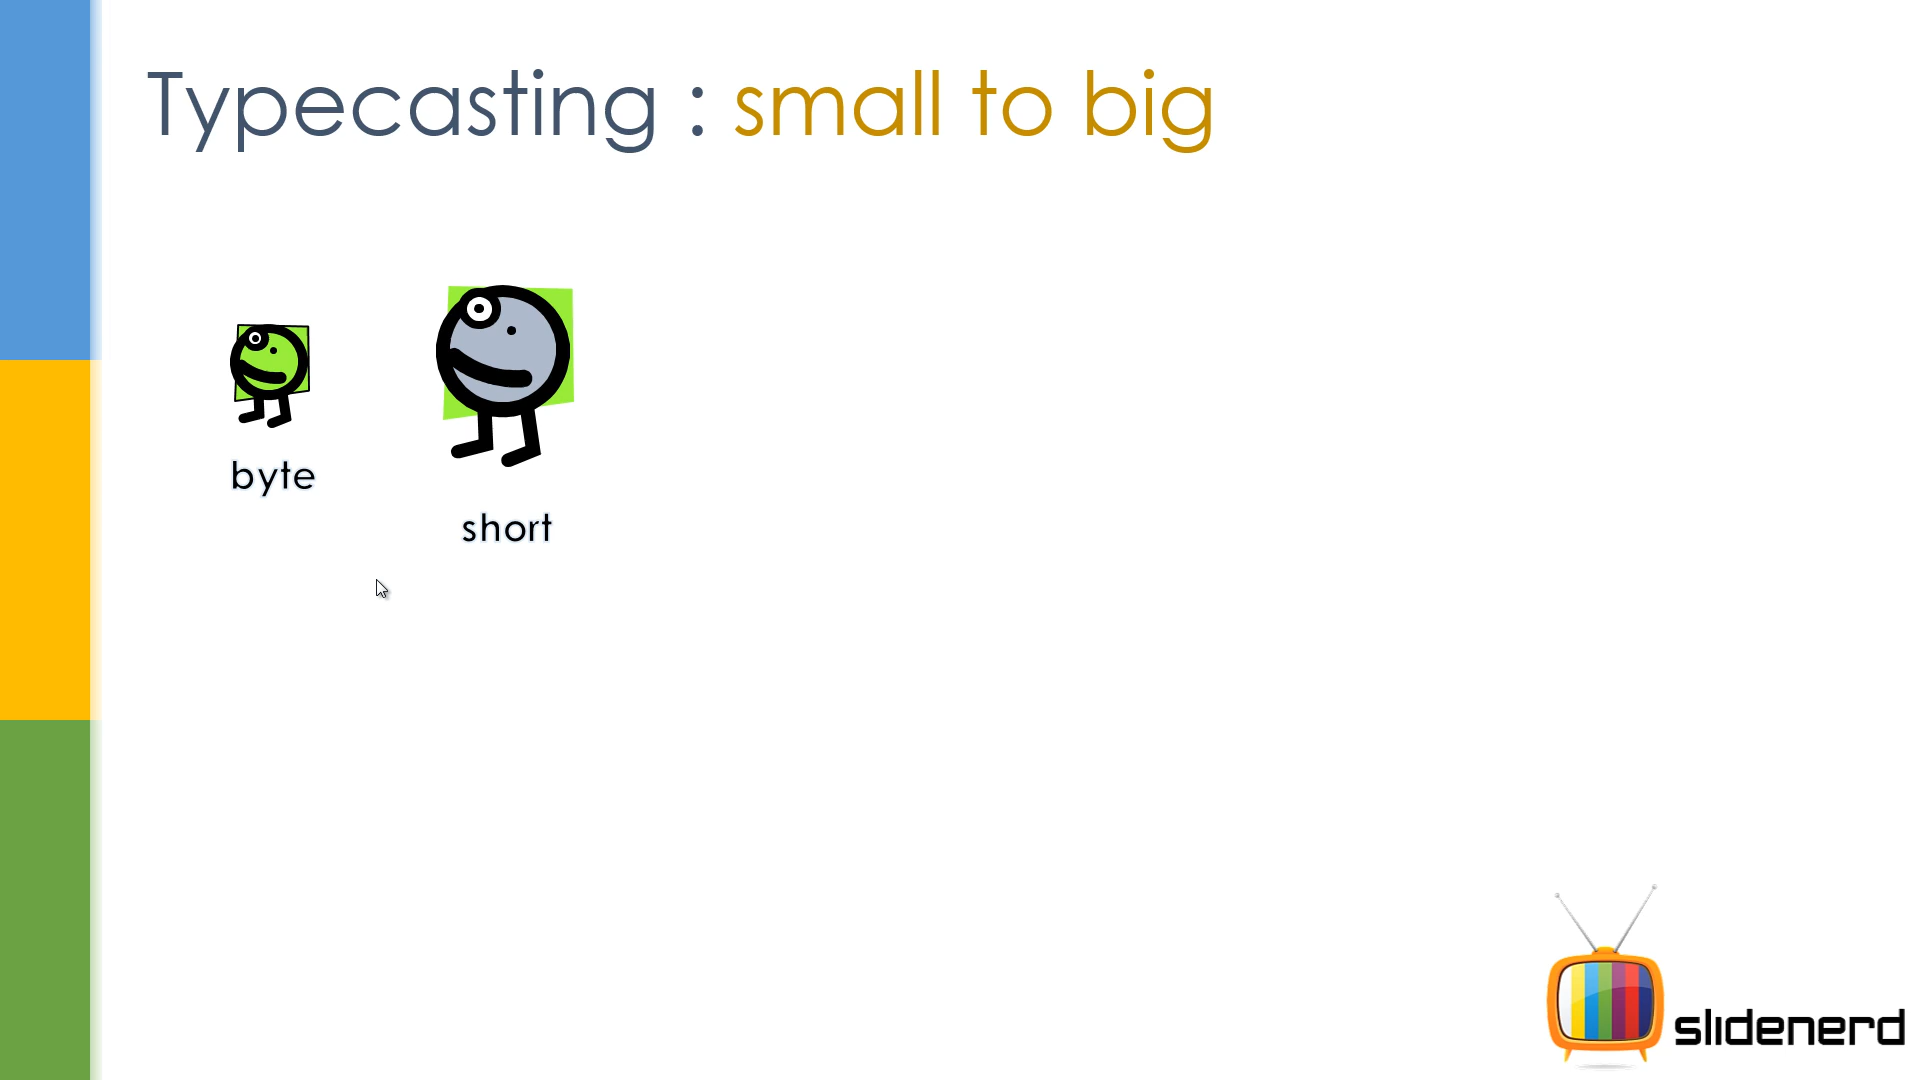 Typecasting : small to big
byte
short
slidenerd